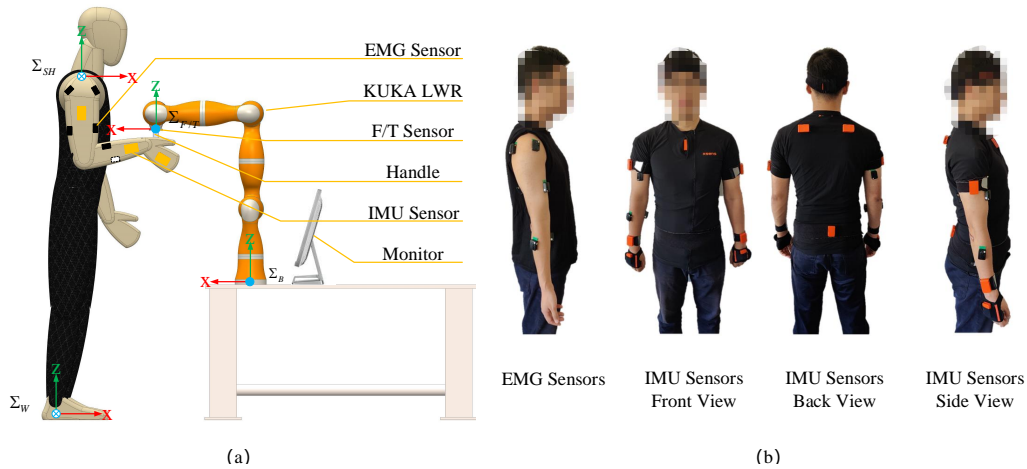 Z
Σ_SH
X
EMG Sensor
Z
KUKA LWR
Σ_F/T
X
F/T Sensor
Handle
IMU Sensor
Z
Monitor
X
Σ_B
Z
Σ_W
X
(a)
EMG Sensors
IMU Sensors
Front View
IMU Sensors
Back View
IMU Sensors
Side View
(b)